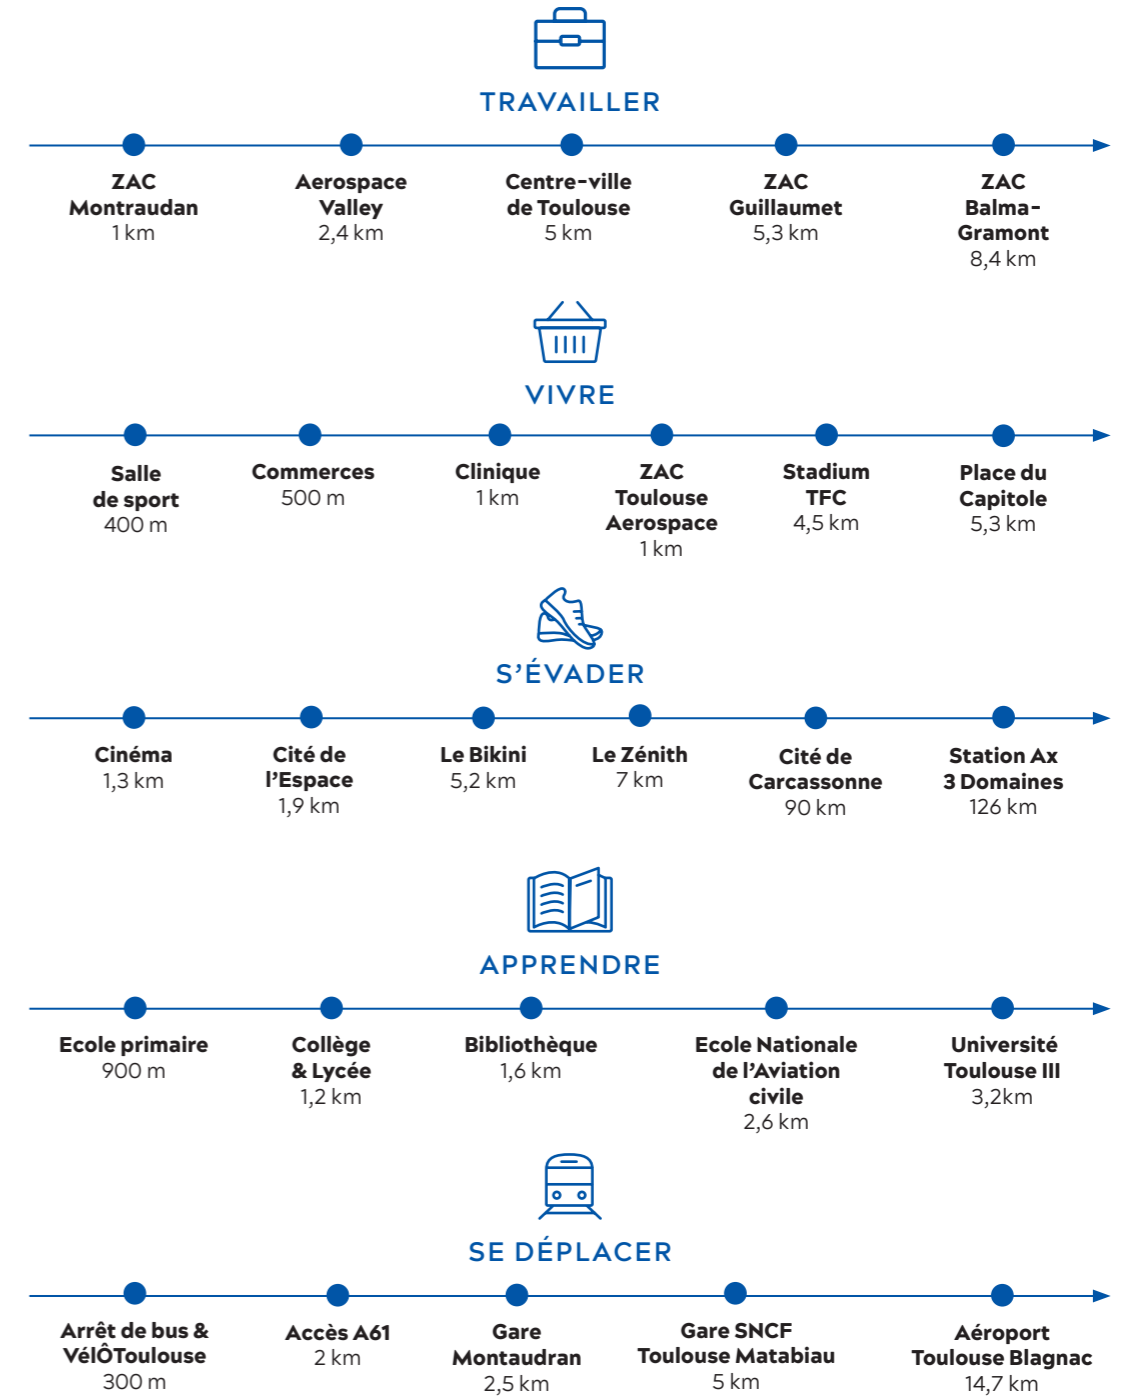 TRAVAILLER
ZAC
Montraudan
1 km
Aerospace
Valley
2,4 km
Centre-ville
de Toulouse
5 km
ZAC
Guillaumet
5,3 km
ZAC
Balma-
Gramont
8,4 km
VIVRE
Salle
de sport
400 m
Commerces
500 m
Clinique
1 km
ZAC
Toulouse
Aerospace
1 km
Stadium
TFC
4,5 km
Place du
Capitole
5,3 km
S'ÉVADER
Cinéma
1,3 km
Cité de
l'Espace
1,9 km
Le Bikini
5,2 km
Le Zénith
7 km
Cité de
Carcassonne
90 km
Station Ax
3 Domaines
126 km
APPRENDRE
Ecole primaire
900 m
Collège
& Lycée
1,2 km
Bibliothèque
1,6 km
Ecole Nationale
de l'Aviation
civile
2,6 km
Université
Toulouse III
3,2km
SE DÉPLACER
Arrêt de bus &
VélÔToulouse
300 m
Accès A61
2 km
Gare
Montaudran
2,5 km
Gare SNCF
Toulouse Matabiau
5 km
Aéroport
Toulouse Blagnac
14,7 km